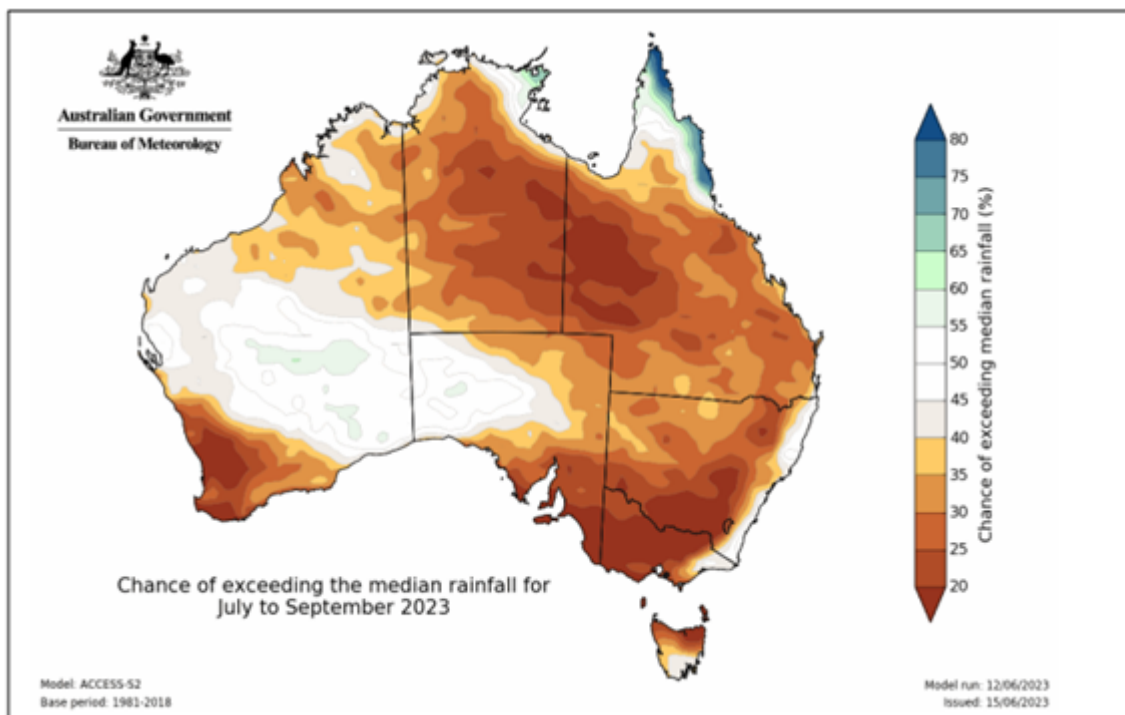 Australian Government
Bureau of Meteorology
80
75
70
65
60
55
50
45
40
35
30
25
20
Chance of exceeding median rainfall (%)
Chance of exceeding the median rainfall for
July to September 2023
Model: ACCESS-S2
Base period: 1981-2018
Model run: 12/06/2023
Issued: 15/06/2023